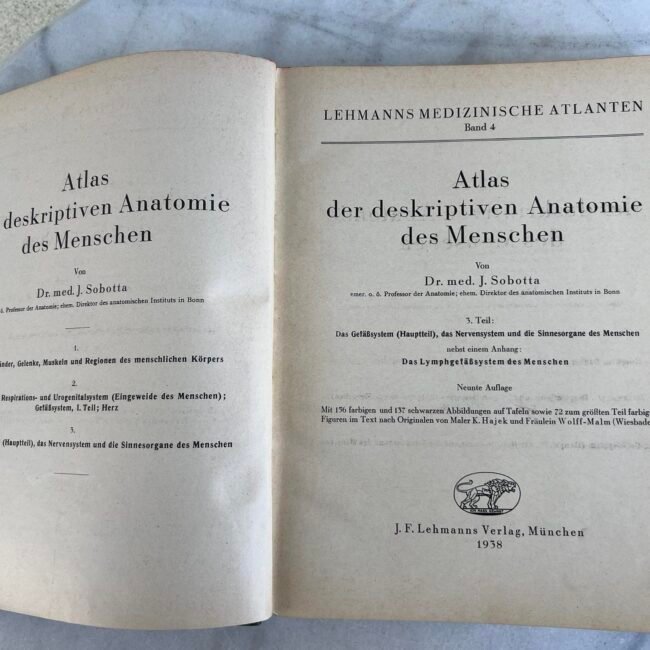 Atlas
deskriptiven Anatomie
des Menschen
Von
Dr. med. J. Sobotta
ö. Professor der Anatomie; ehem. Direktor des anatomischen Instituts in Bonn
1.
Gelenke, Muskeln und Regionen des menschlichen Körpers
2.
Respirations- und Urogenitalsystem (Eingeweide des Menschen);
Gefäßsystem, I. Teil; Herz
3.
(Hauptteil), das Nervensystem und die Sinnesorgane des Menschen
LEHMANNS MEDIZINISCHE ATLANTEN
Band 4
Atlas
der deskriptiven Anatomie
des Menschen
Von
Dr. med. J. Sobotta
emer. o. ö. Professor der Anatomie; ehem. Direktor des anatomischen Instituts in Bonn
3. Teil:
Das Gefäßsystem (Hauptteil), das Nervensystem und die Sinnesorgane des Menschen
nebst einem Anhang:
Das Lymphgefäßsystem des Menschen
Neunte Auflage
Mit 156 farbigen und 137 schwarzen Abbildungen auf Tafeln sowie 72 zum größten Teil farbig
Figuren im Text nach Originalen von Maler K. Hajek und Fräulein Wolff-Malm (Wiesbade
J. F. Lehmanns Verlag, München
1938